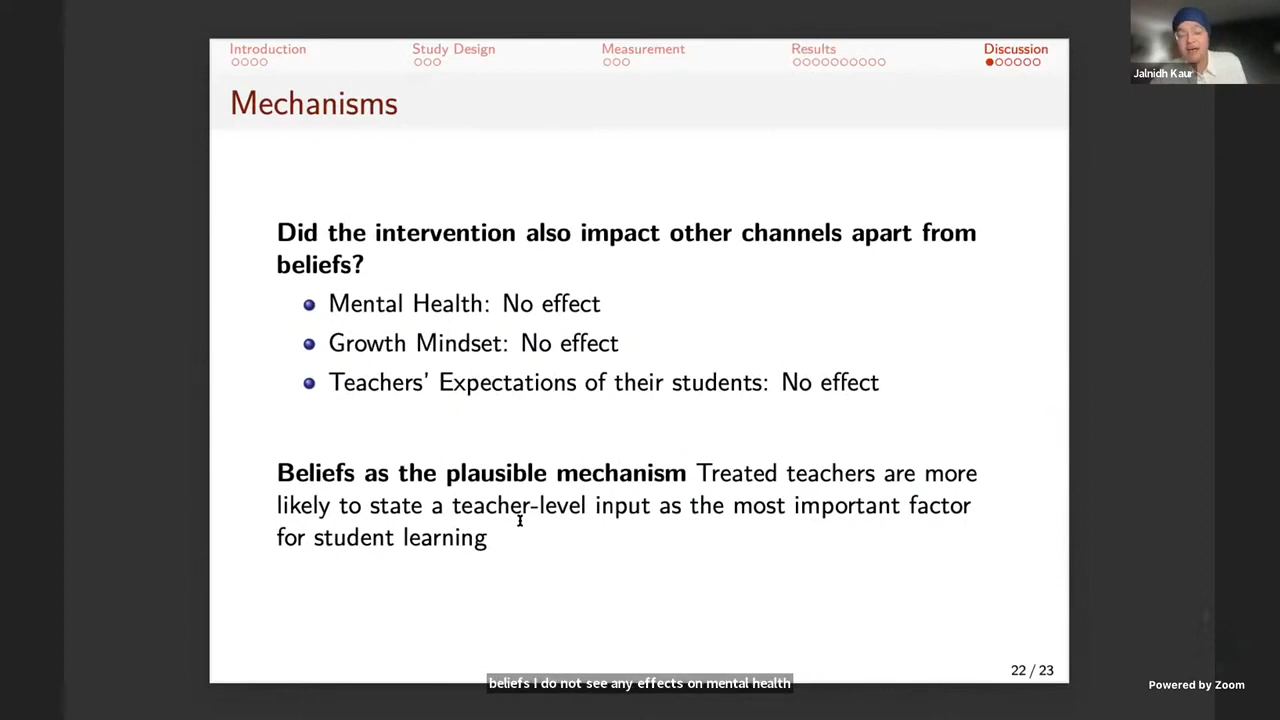 Introduction Study Design Measurement Results Discussion
Mechanisms
Jalnidh Kaur
Did the intervention also impact other channels apart from
beliefs?
Mental Health: No effect
Growth Mindset: No effect
Teachers' Expectations of their students: No effect
Beliefs as the plausible mechanism Treated teachers are more
likely to state a teacher-level input as the most important factor
for student learning
22 / 23
beliefs I do not see any effects on mental health
Powered by Zoom